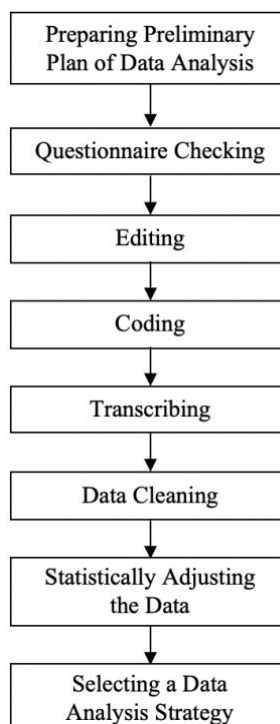 Preparing Preliminary
Plan of Data Analysis
Questionnaire Checking
Editing
Coding
Transcribing
Data Cleaning
Statistically Adjusting
the Data
Selecting a Data
Analysis Strategy